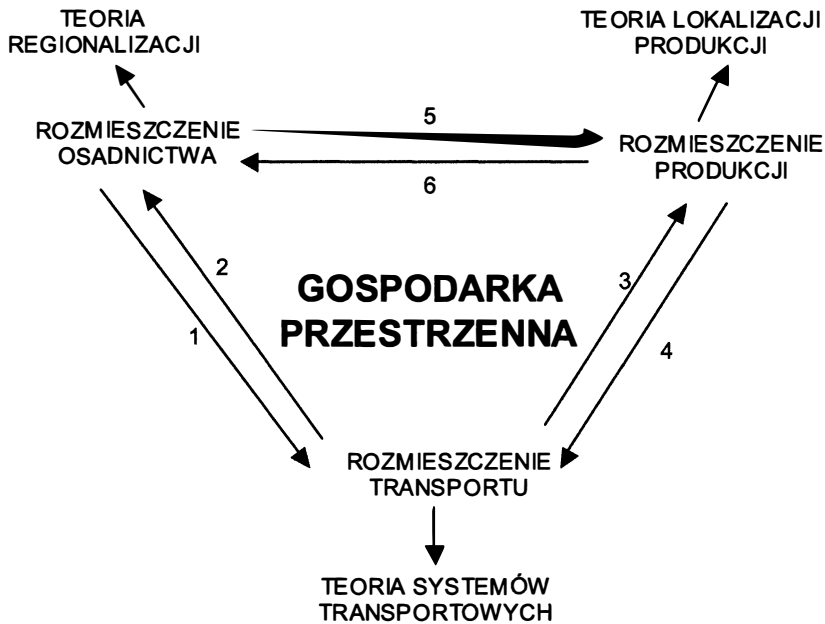 TEORIA
REGIONALIZACJI
TEORIA LOKALIZACJI
PRODUKCJI
ROZMIESZCZENIE
OSADNICTWA
5
6
ROZMIESZCZENIE
PRODUKCJI
2
1
GOSPODARKA
PRZESTRZENNA
3
4
ROZMIESZCZENIE
TRANSPORTU
TEORIA SYSTEMÓW
TRANSPORTOWYCH